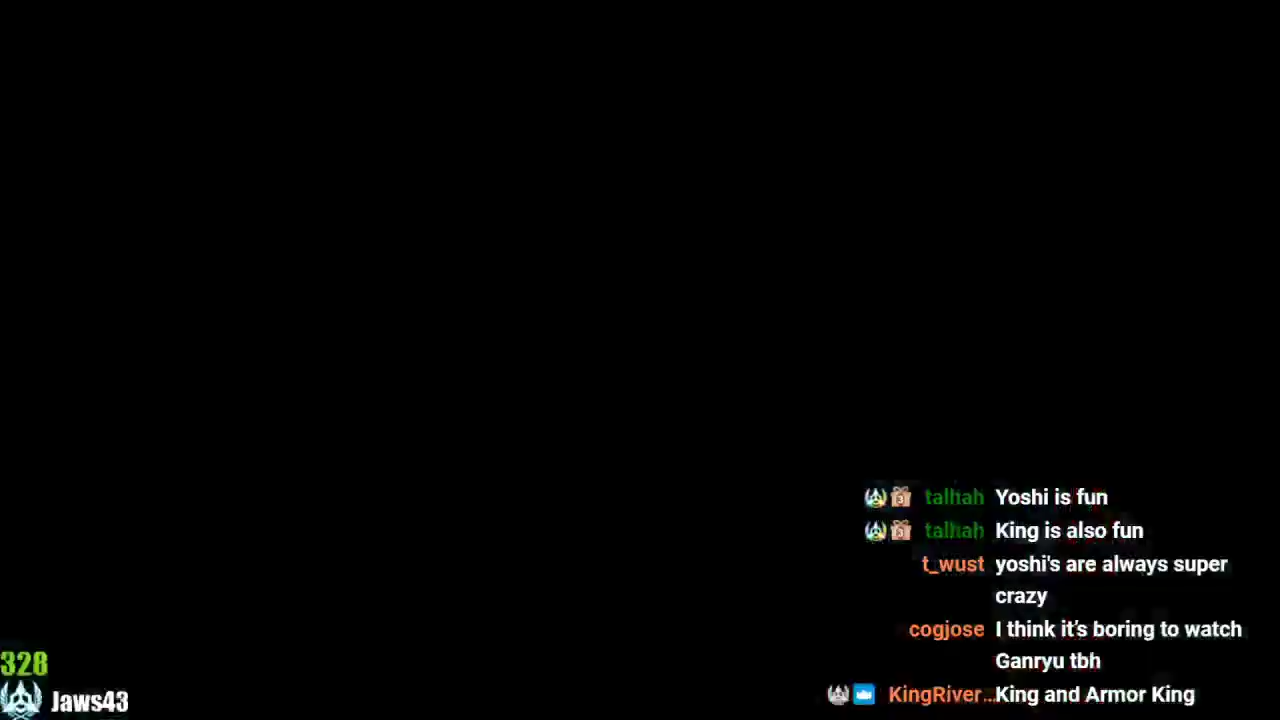 talhah Yoshi is fun
talhah King is also fun
t_wust yoshi's are always super
crazy
cogjose I think it's boring to watch
Ganryu tbh
KingRiver... King and Armor King
328
Jaws43